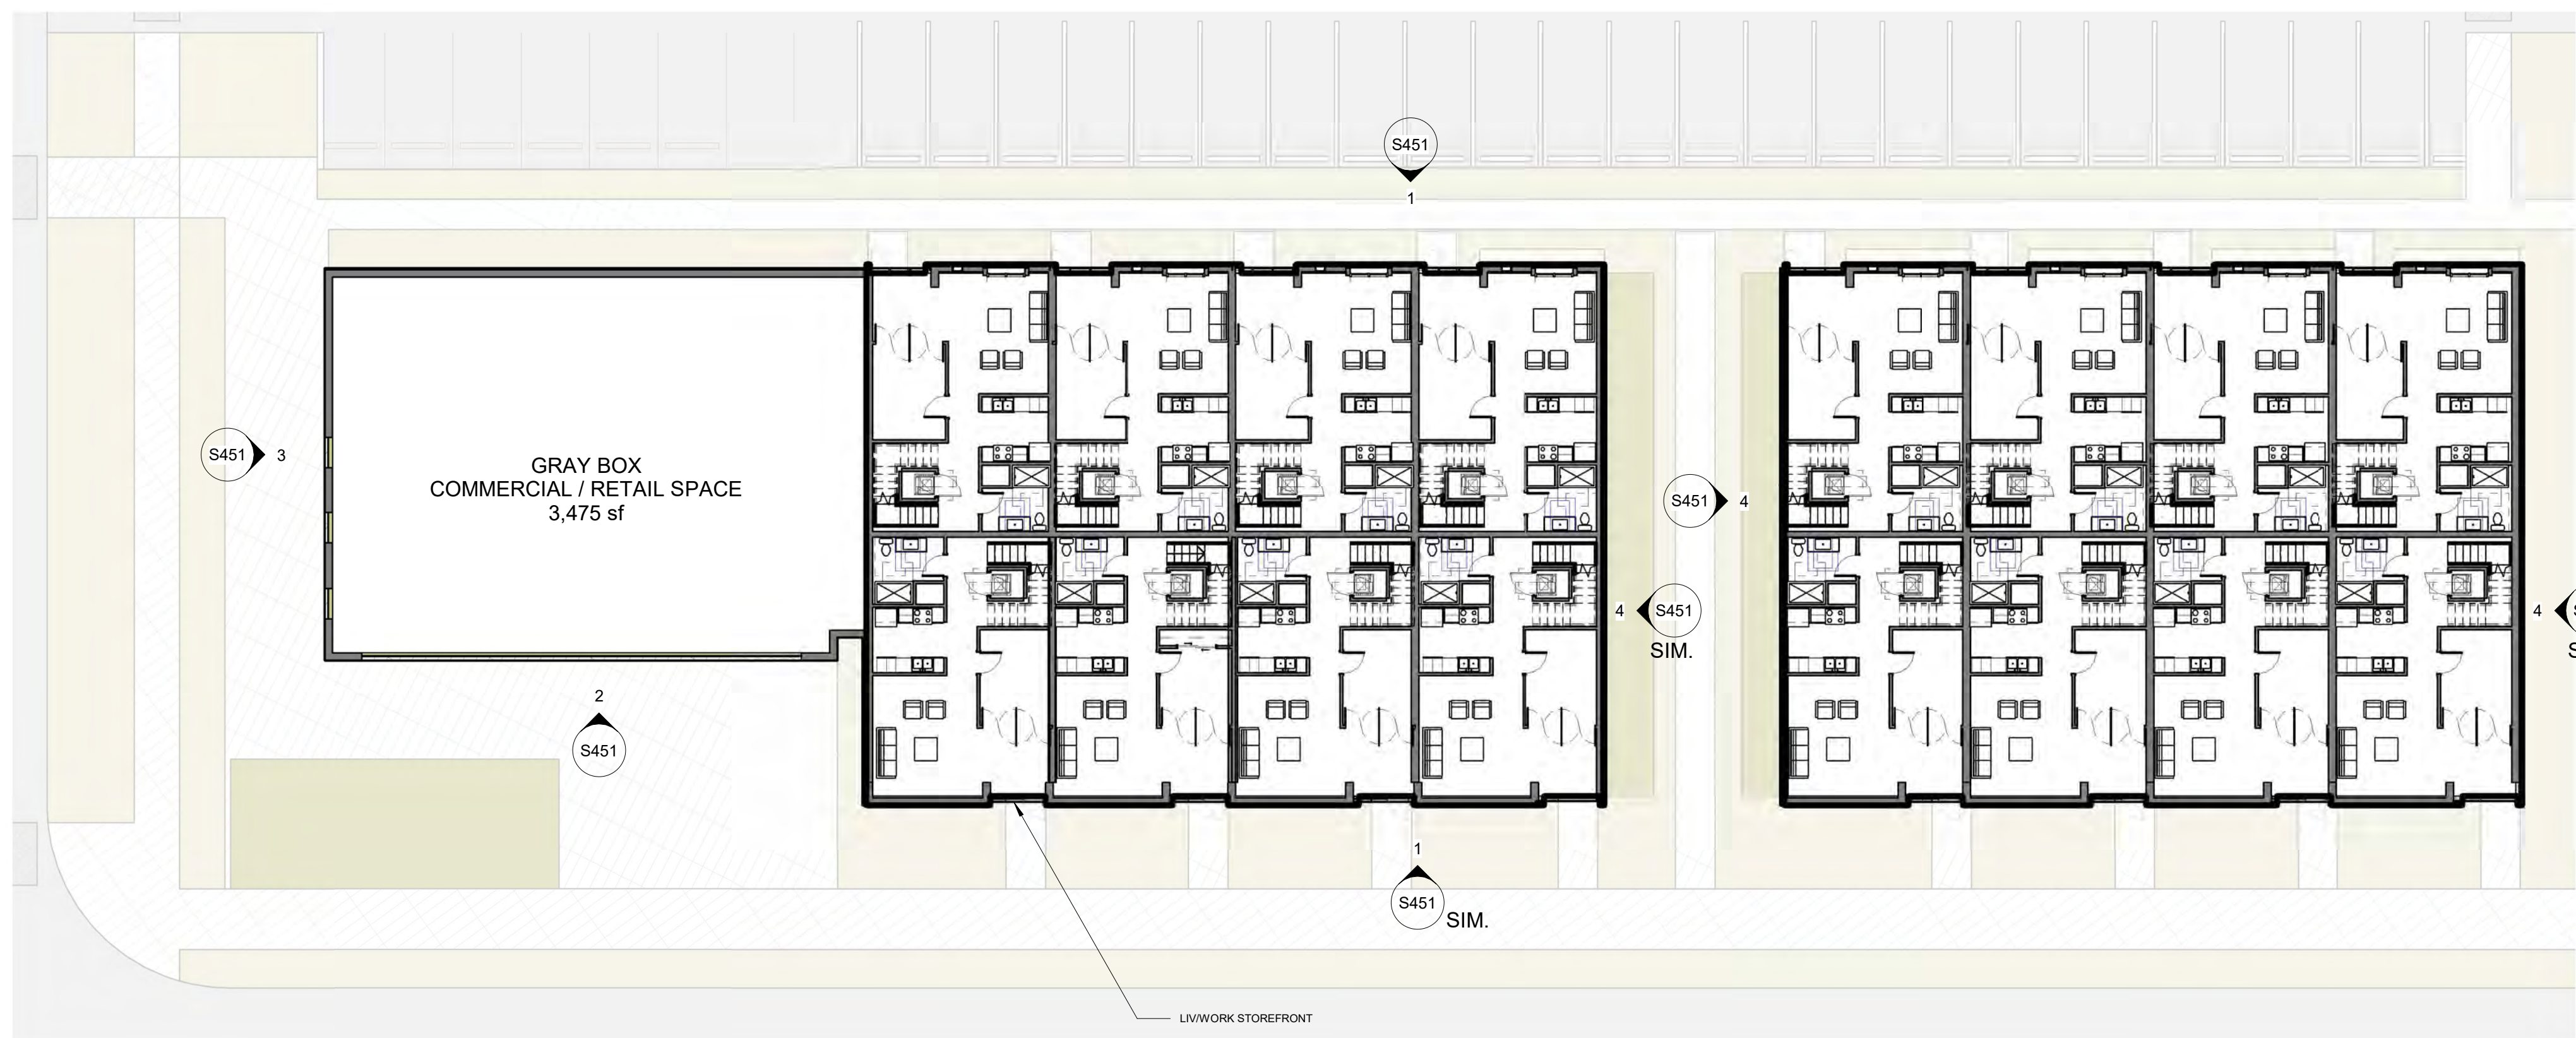 S451
1
S451
3
GRAY BOX
COMMERCIAL / RETAIL SPACE
3,475 sf
S451
4
4
S451
SIM.
4
2
S451
1
S451
SIM.
LIV/WORK STOREFRONT